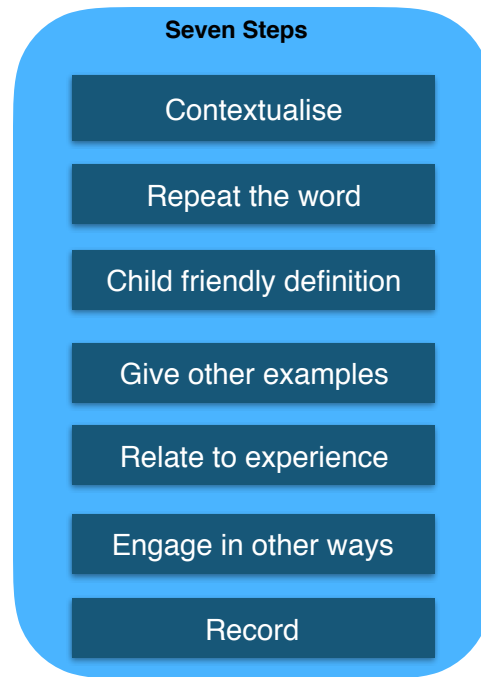 Seven Steps
Contextualise
Repeat the word
Child friendly definition
Give other examples
Relate to experience
Engage in other ways
Record